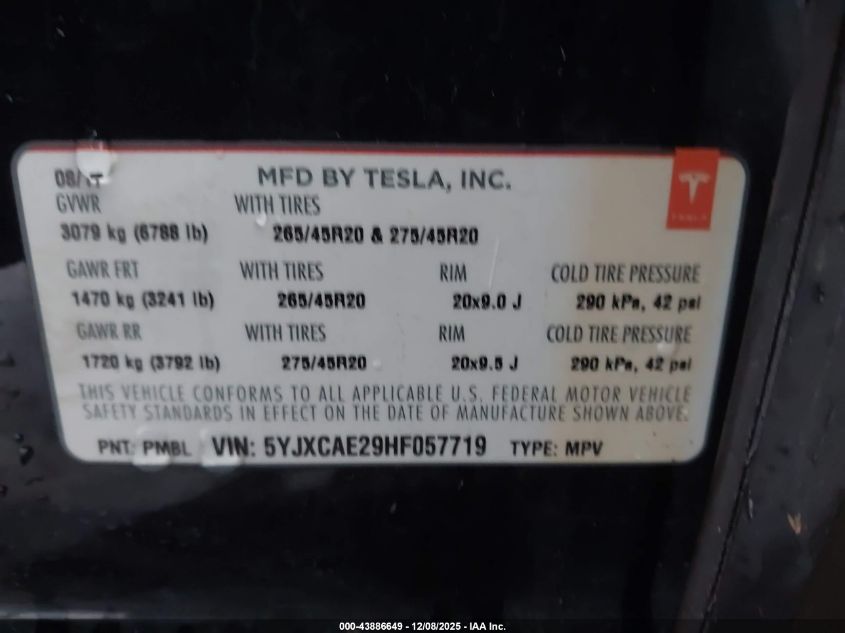 08/17 MFD BY TESLA, INC.
GVWR WITH TIRES
3079 kg (6788 lb) 265/45R20 & 275/45R20
GAWR FRT WITH TIRES RIM COLD TIRE PRESSURE
1470 kg (3241 lb) 265/45R20 20x9.0 J 290 kPa, 42 psi
GAWR RR WITH TIRES RIM COLD TIRE PRESSURE
1720 kg (3792 lb) 275/45R20 20x9.5 J 290 kPa, 42 psi
THIS VEHICLE CONFORMS TO ALL APPLICABLE U.S. FEDERAL MOTOR VEHICLE
SAFETY STANDARDS IN EFFECT ON THE DATE OF MANUFACTURE SHOWN ABOVE.
PNT: PMBL VIN: 5YJXCAE29HF057719 TYPE: MPV
TESLA
000-43886649 - 12/08/2025 - IAA Inc.